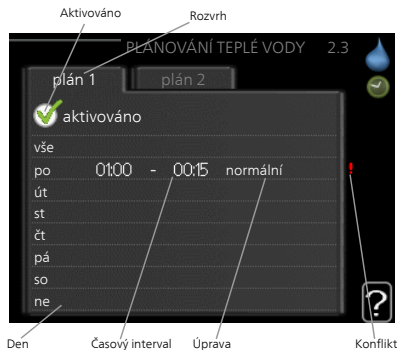 Aktivováno
Rozvrh
PLÁNOVÁNÍ TEPLÉ VODY 2.3
plán 1
plán 2
aktivováno
vše
po 01:00 - 00:15 normální !
út
st
čt
pá
so
ne
?
Den
Časový interval
Úprava
Konflikt